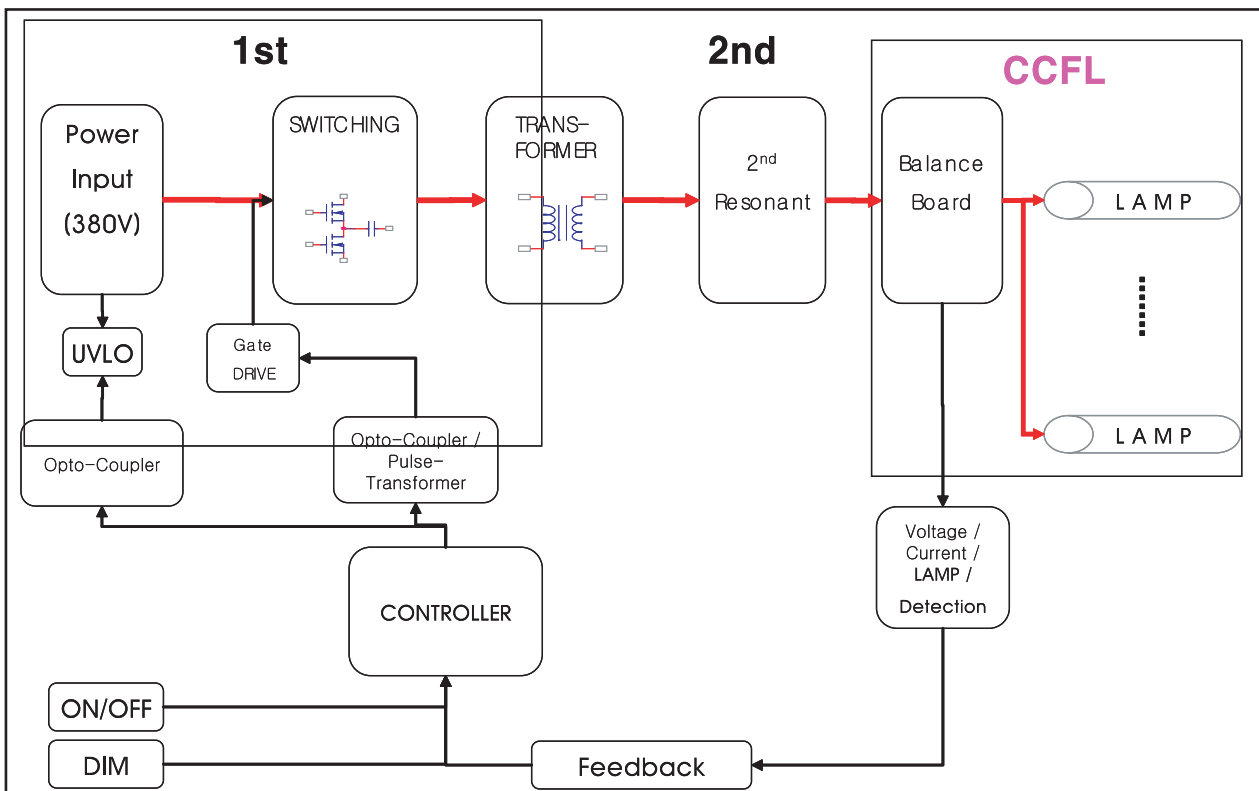 1st
2nd
CCFL
Power
Input
(380V)
SWITCHING
TRANS-
FORMER
2nd
Resonant
Balance
Board
LAMP
UVLO
Gate
DRIVE
Opto-Coupler
Opto-Coupler /
Pulse-
Transformer
LAMP
Voltage /
Current /
LAMP /
Detection
CONTROLLER
ON/OFF
DIM
Feedback